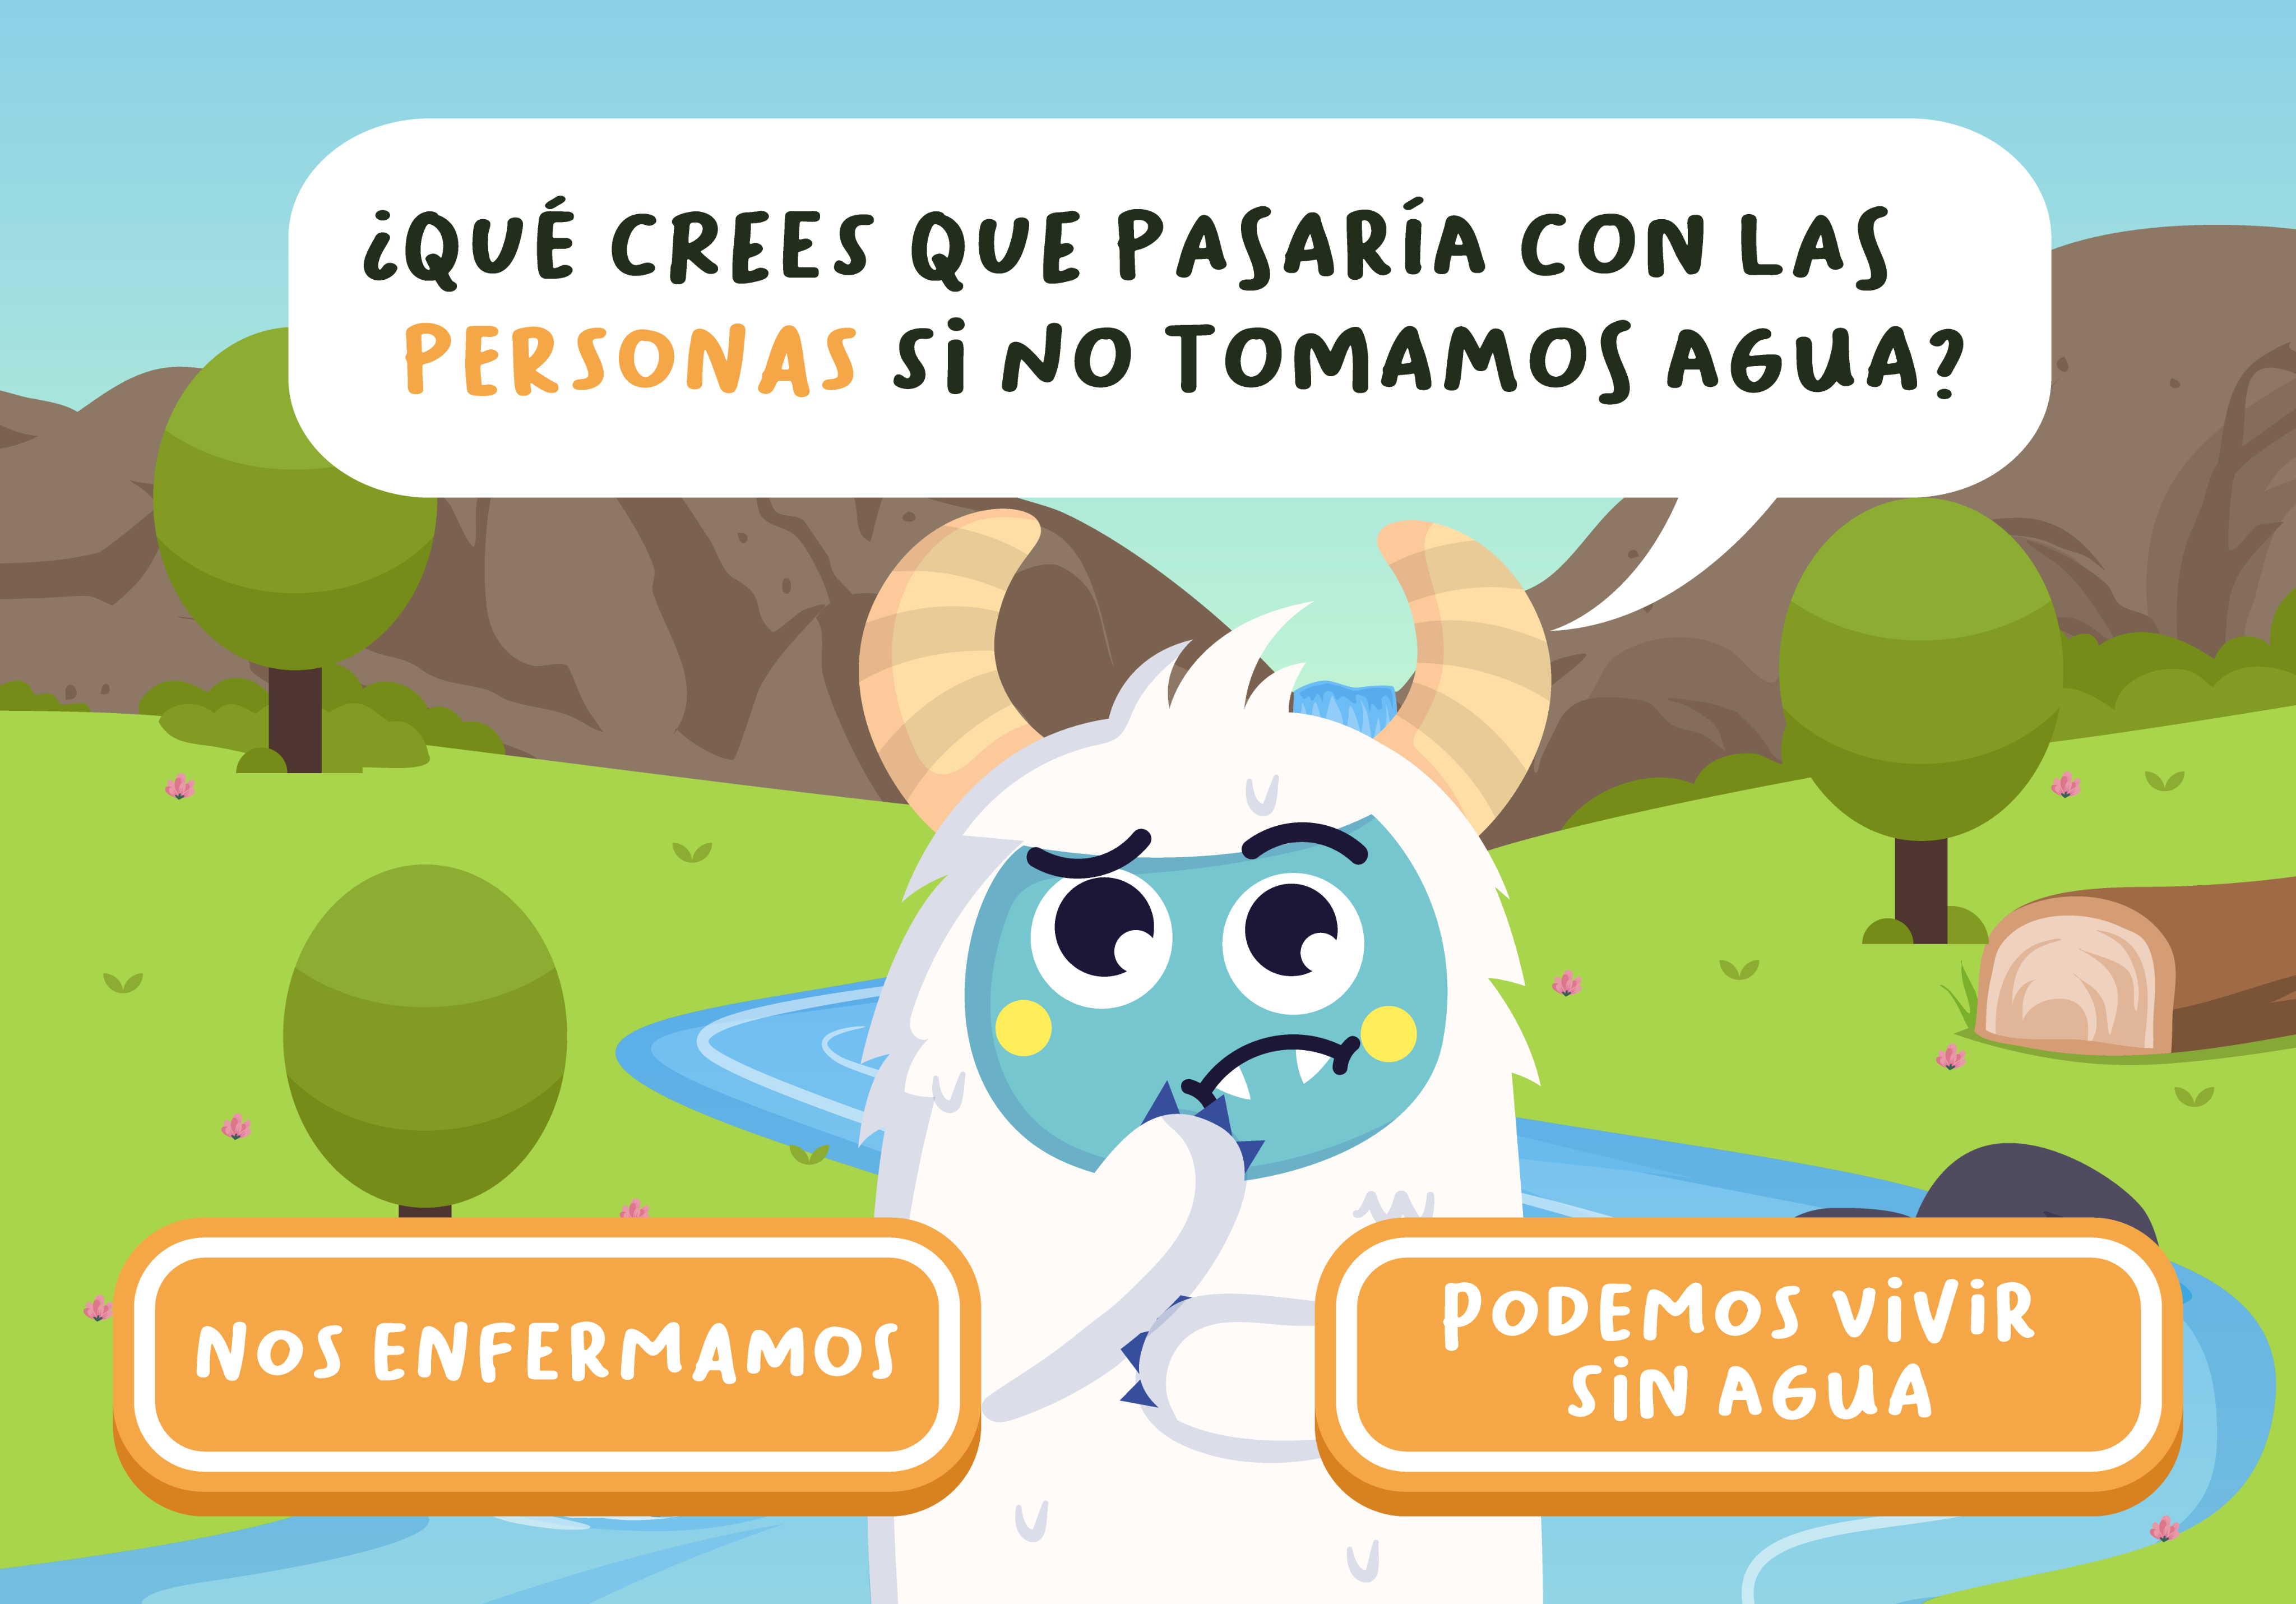 ¿QUÉ CREES QUE PASARÍA CON LAS
PERSONAS SI NO TOMAMOS AGUA?
NOS ENFERMAMOS
PODEMOS VIVIR
SIN AGUA